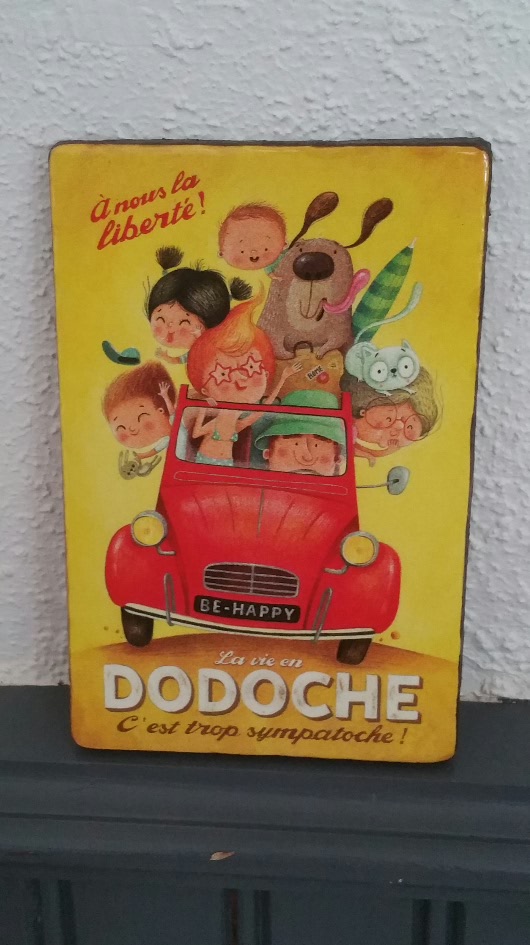 À nous la
liberté!
BE-HAPPY
La vie en
DODOCHE
C'est trop sympatoche !